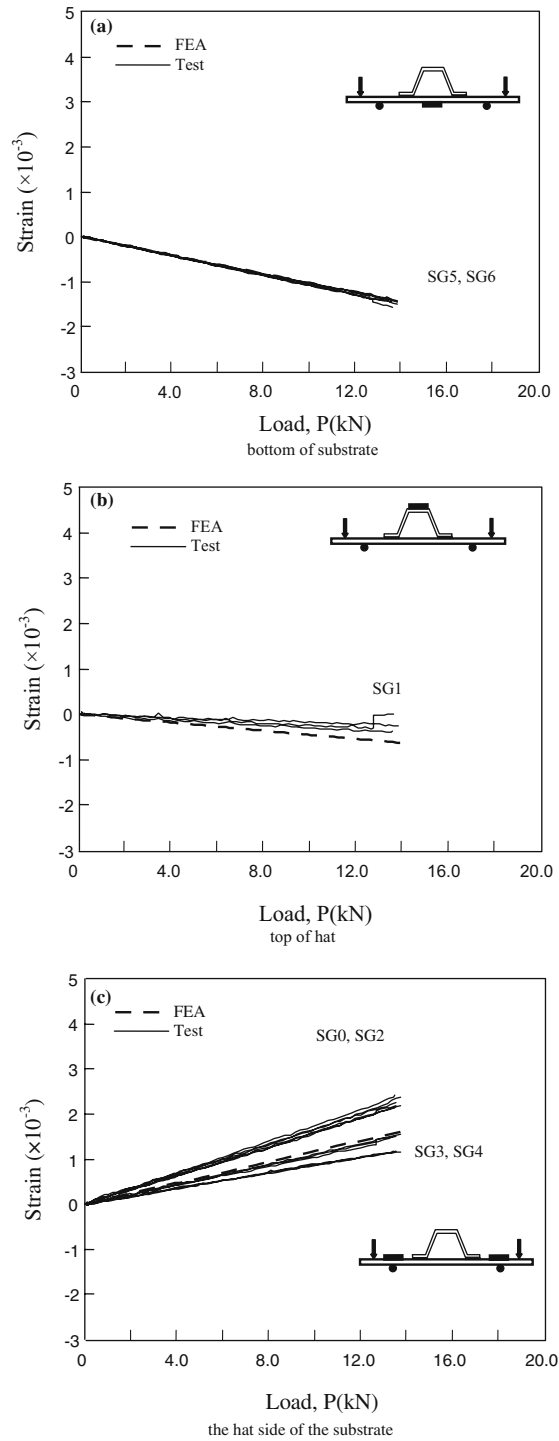 (a)
FEA
Test
5
4
3
2
1
0
-1
-2
-3
Strain (×10-3)
SG5, SG6
0 4.0 8.0 12.0 16.0 20.0
Load, P(kN)
bottom of substrate
(b)
FEA
Test
5
4
3
2
1
0
-1
-2
-3
Strain (×10-3)
SG1
0 4.0 8.0 12.0 16.0 20.0
Load, P(kN)
top of hat
(c)
FEA
Test
5
4
3
2
1
0
-1
-2
-3
Strain (×10-3)
SG0, SG2
SG3, SG4
0 4.0 8.0 12.0 16.0 20.0
Load, P(kN)
the hat side of the substrate